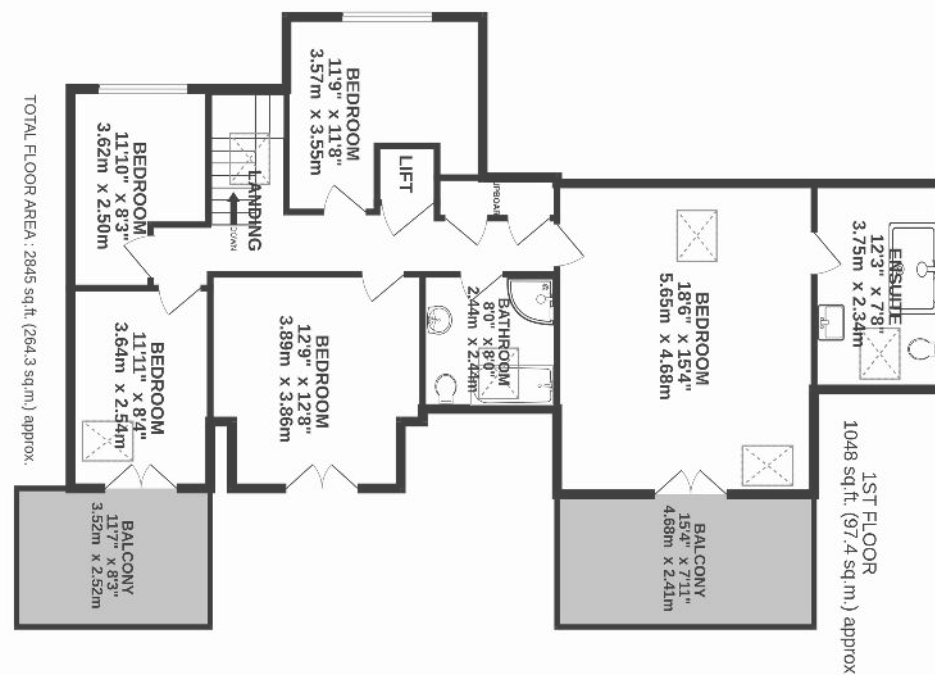 1ST FLOOR
1048 sq.ft. (97.4 sq.m.) approx
ENSUITE
12'3" x 7'8"
3.75m x 2.34m
BEDROOM
18'6" x 15'4"
5.65m x 4.68m
BALCONY
15'4" x 7'11"
4.68m x 2.41m
UPBOAR
BATHROOM
8'0" x 8'0"
2.44m x 2.44m
LIFT
BEDROOM
11'9" x 11'8"
3.57m x 3.55m
BEDROOM
12'9" x 12'8"
3.89m x 3.86m
LANDING
DOWN
BEDROOM
11'10" x 8'3"
3.62m x 2.50m
BEDROOM
11'11" x 8'4"
3.64m x 2.54m
BALCONY
11'7" x 8'3"
3.52m x 2.52m
TOTAL FLOOR AREA : 2845 sq.ft. (264.3 sq.m.) approx.